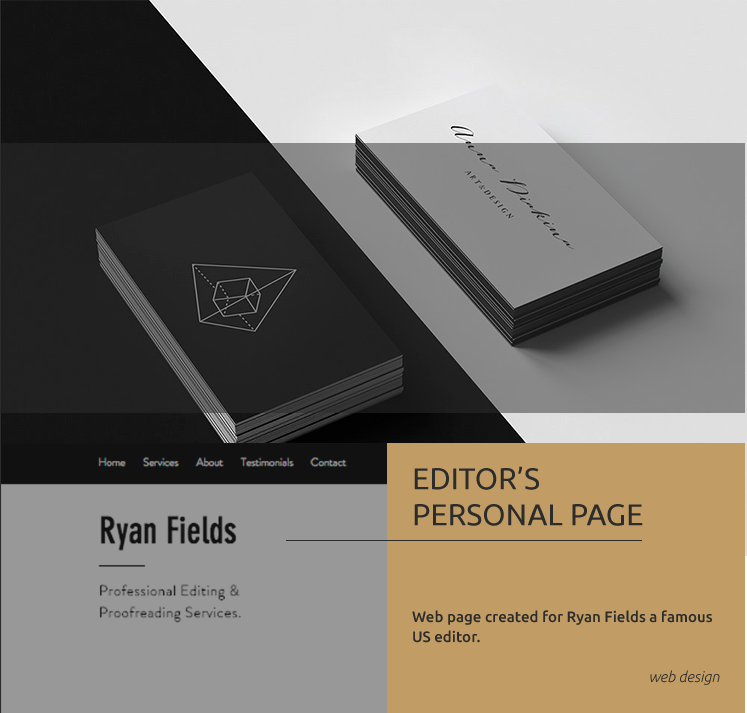 Anna Dinkinn
ART & DESIGN
Home Services About Testimonials Contact
Ryan Fields
Professional Editing &
Proofreading Services.
EDITOR’S
PERSONAL PAGE
Web page created for Ryan Fields a famous
US editor.
web design